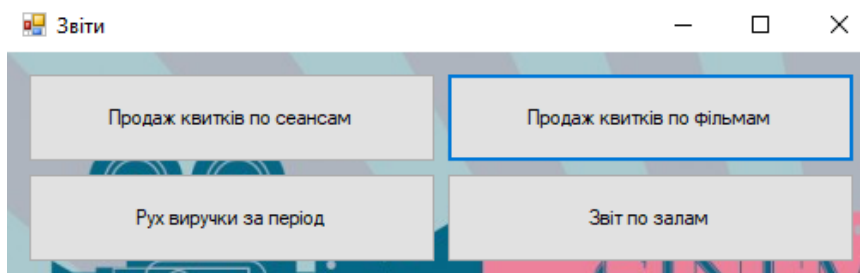 Звіти
Продаж квитків по сеансам
Продаж квитків по фільмам
Рух виручки за період
Звіт по залам